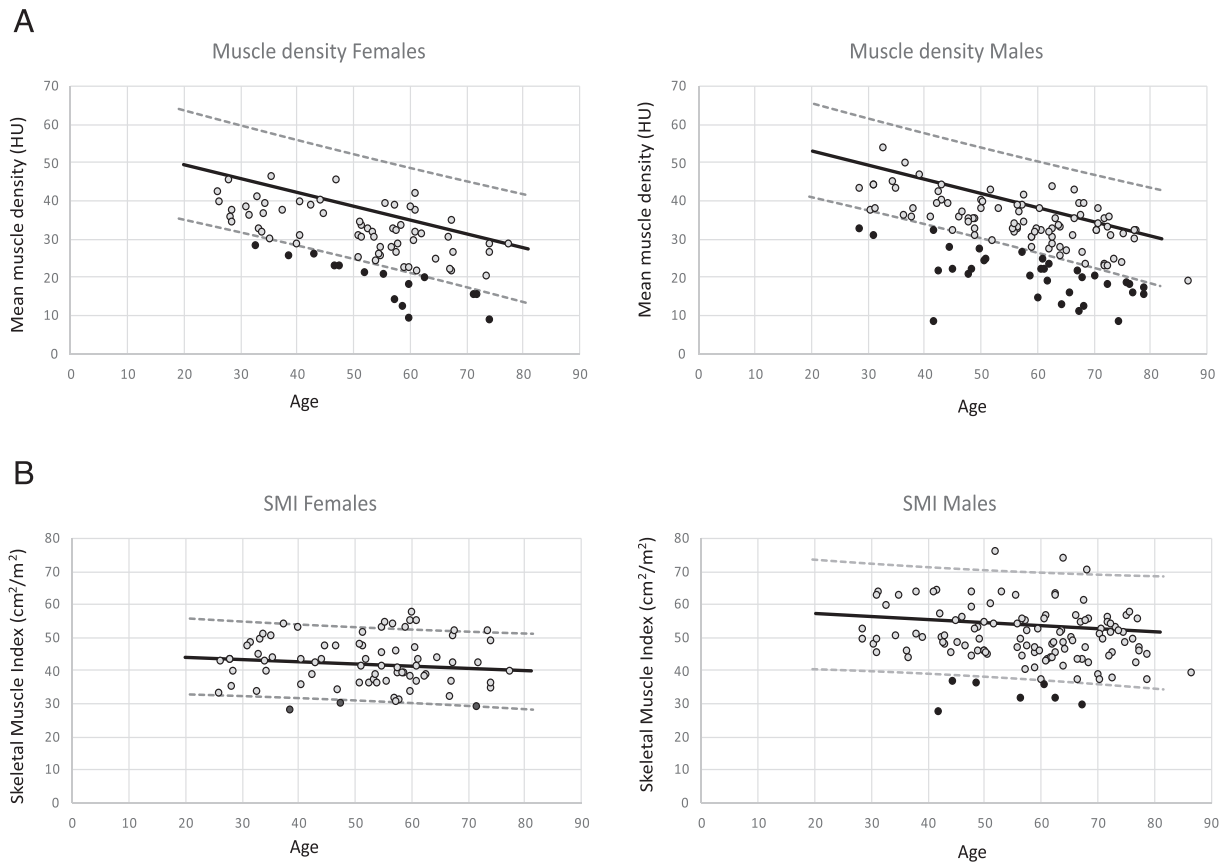 A
Muscle density Females
Mean muscle density (HU)
70
60
50
40
30
20
10
0
0 10 20 30 40 50 60 70 80 90
Age
Muscle density Males
Mean muscle density (HU)
70
60
50
40
30
20
10
0
0 10 20 30 40 50 60 70 80 90
Age
B
SMI Females
Skeletal Muscle Index (cm²/m²)
80
70
60
50
40
30
20
10
0
0 10 20 30 40 50 60 70 80 90
Age
SMI Males
Skeletal Muscle Index (cm²/m²)
80
70
60
50
40
30
20
10
0
0 10 20 30 40 50 60 70 80 90
Age